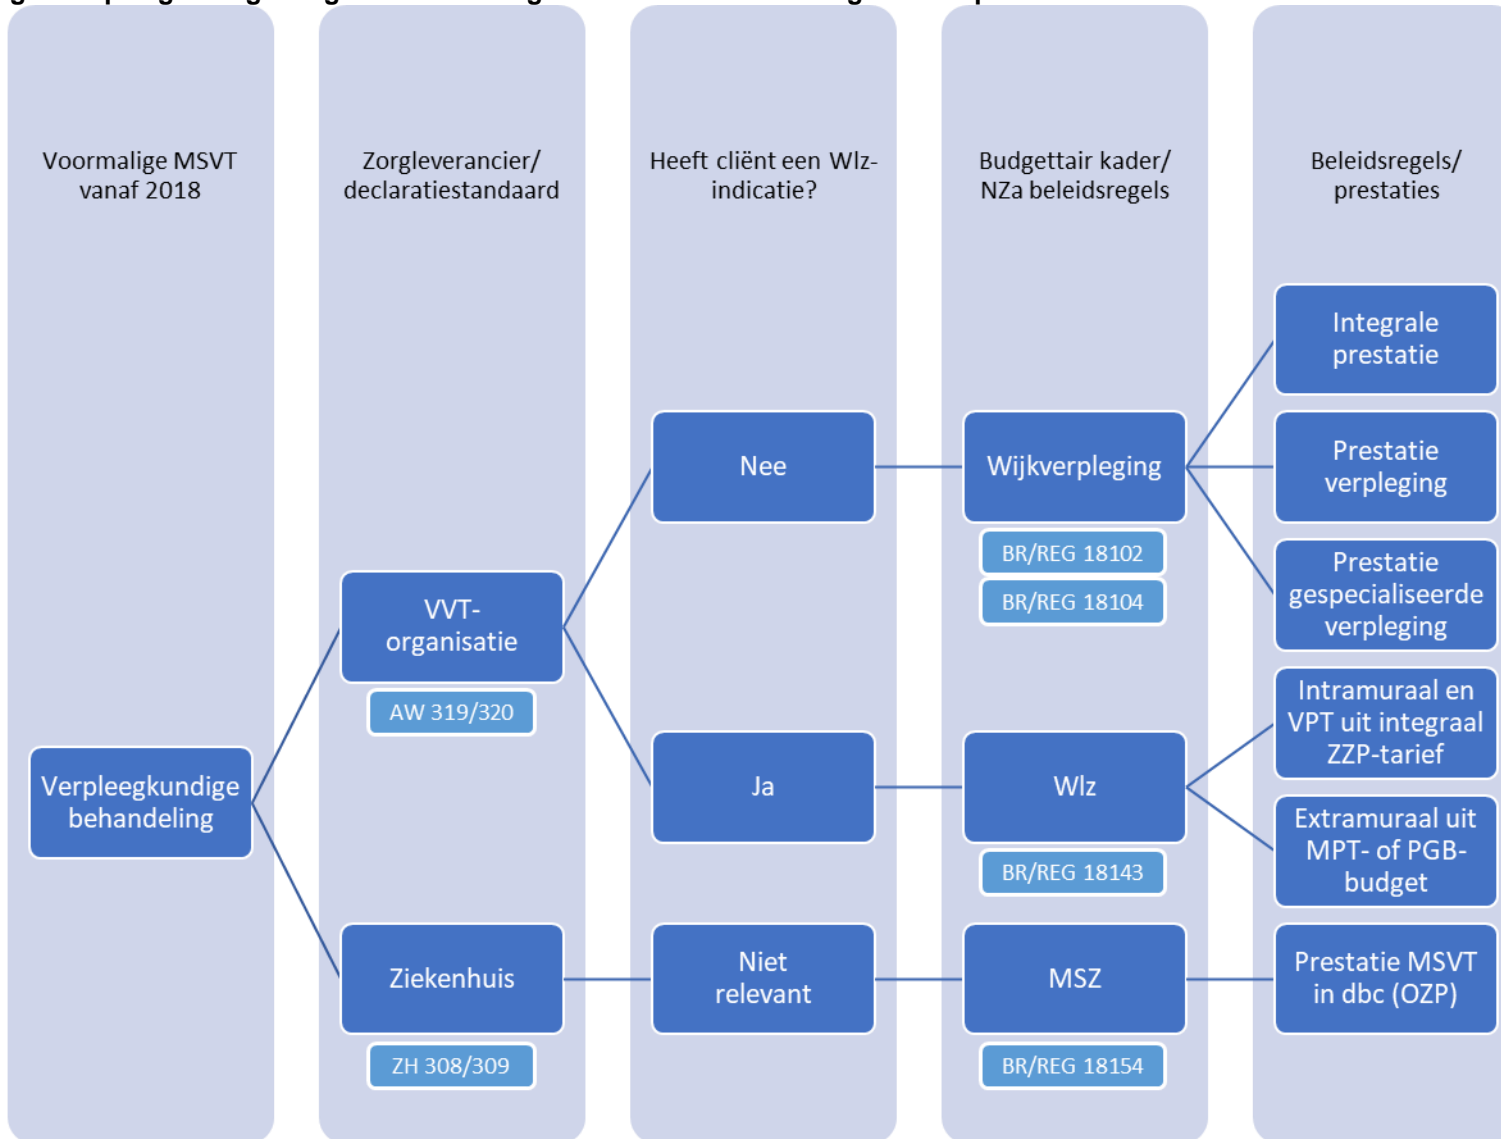 Voormalige MSVT
vanaf 2018
Zorgleverancier/
declaratiestandaard
Heeft cliënt een Wlz-
indicatie?
Budgettair kader/
NZa beleidsregels
Beleidsregels/
prestaties
Verpleegkundige
behandeling
VVT-
organisatie
AW 319/320
Ziekenhuis
ZH 308/309
Nee
Ja
Niet
relevant
Wijkverpleging
BR/REG 18102
BR/REG 18104
Wlz
BR/REG 18143
MSZ
BR/REG 18154
Integrale
prestatie
Prestatie
verpleging
Prestatie
gespecialiseerde
verpleging
Intramuraal en
VPT uit integraal
ZZP-tarief
Extramuraal uit
MPT- of PGB-
budget
Prestatie MSVT
in dbc (OZP)